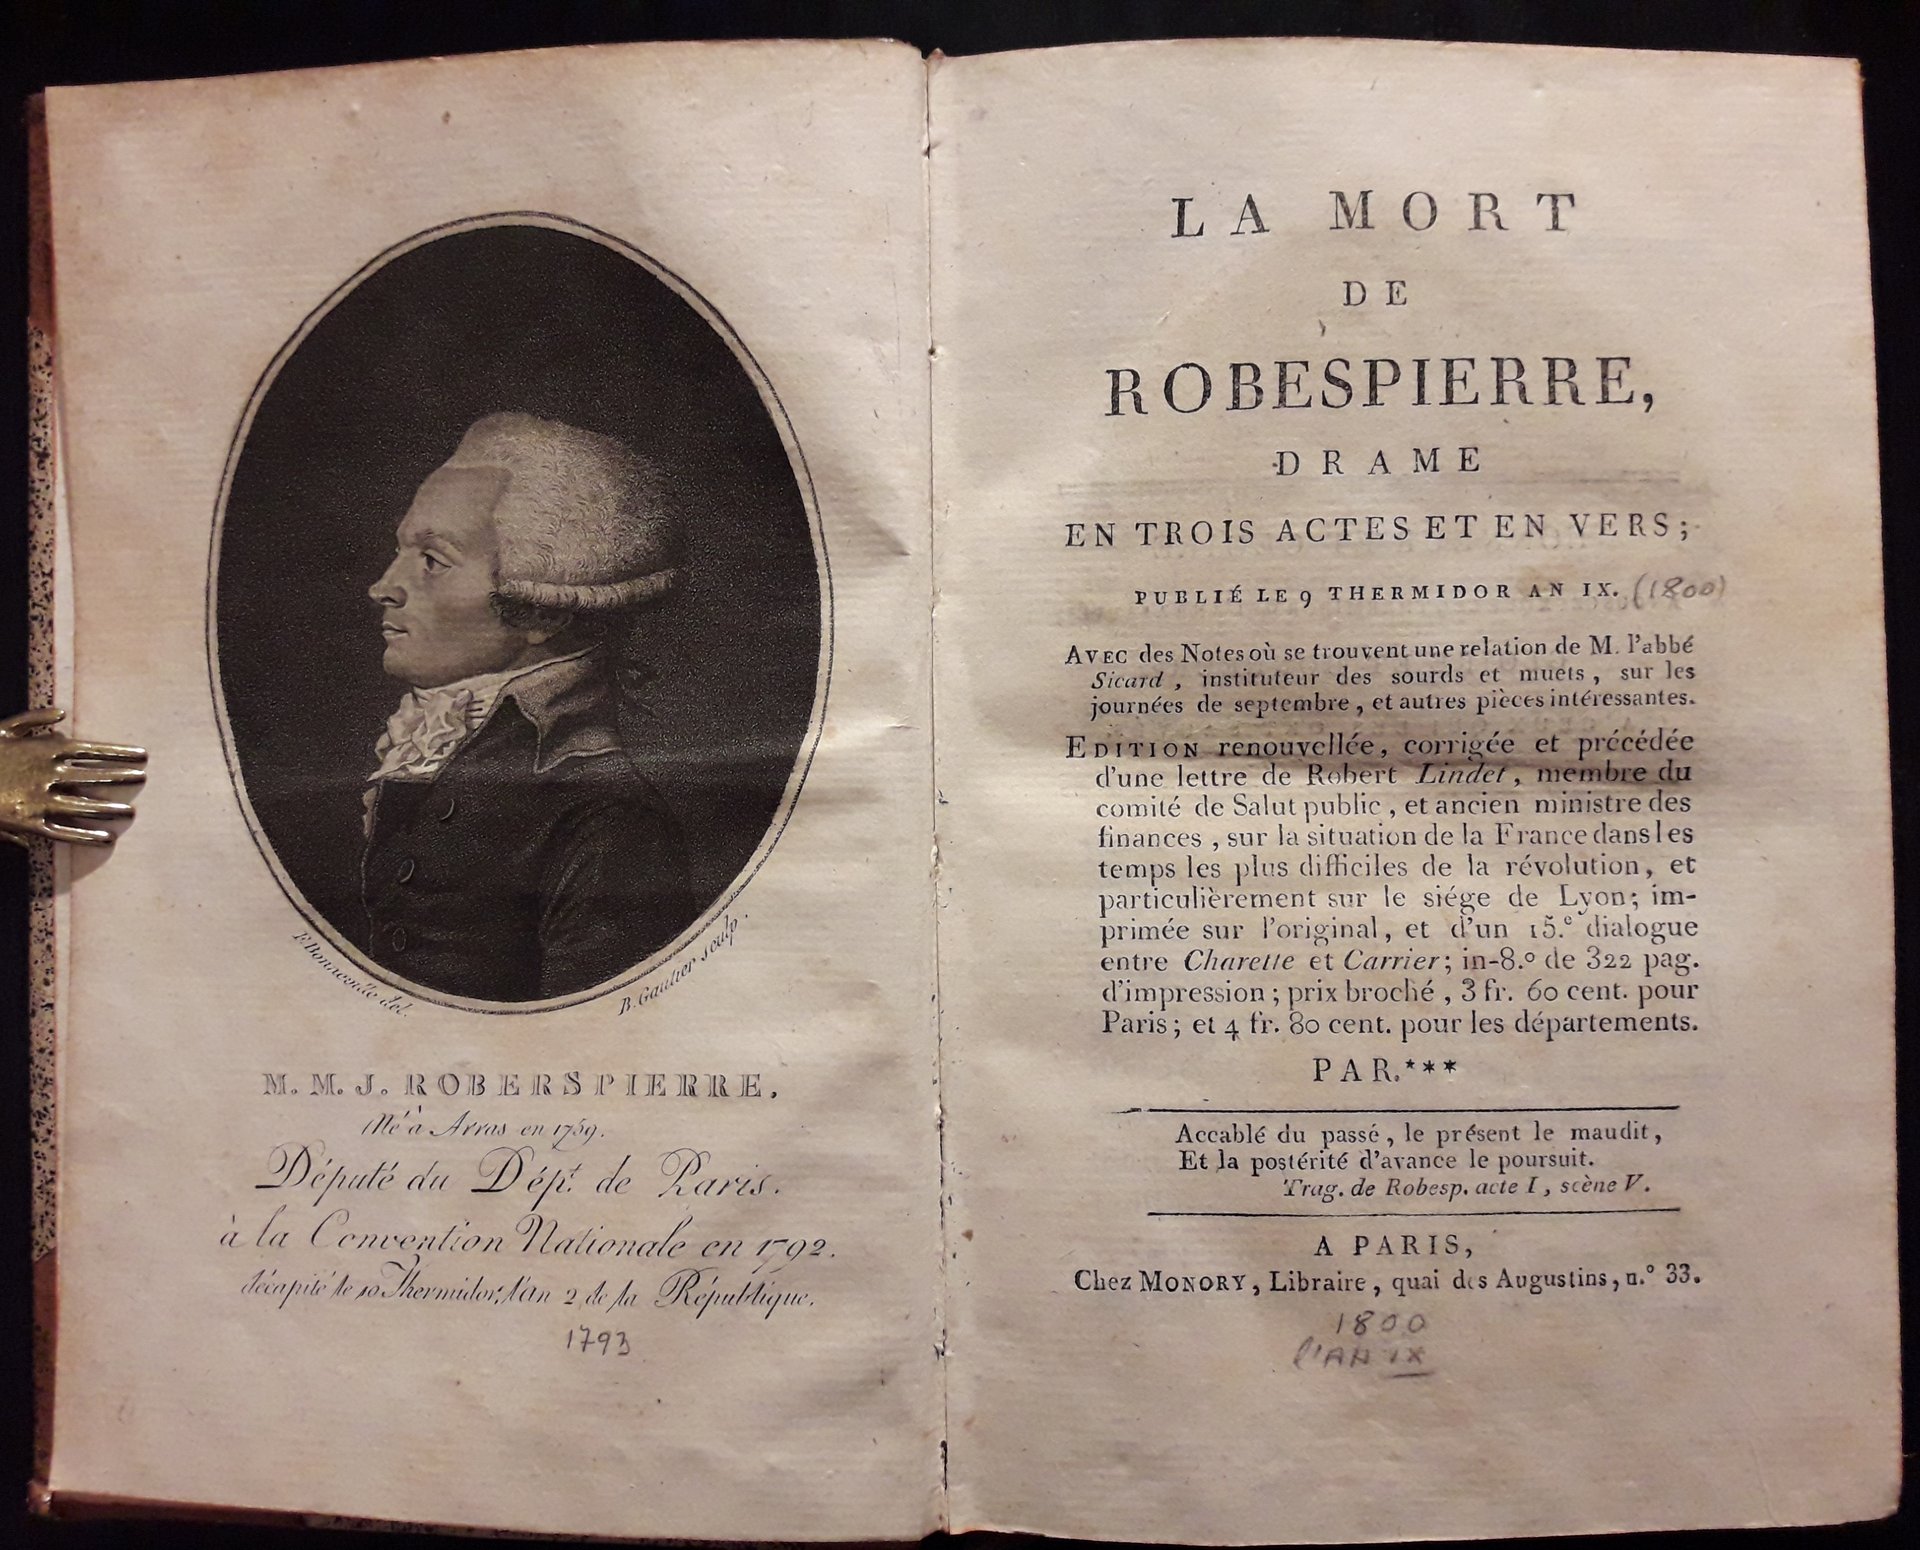 F. Bonneville del.
B. Gautier sculp.
M. M. J. ROBERSPIERRE,
Né à Arras en 1759.
Député du Dépt. de Paris.
à la Convention Nationale en 1792.
décapité le 10 Thermidor, l'an 2 de la République.
1793
LA MORT
DE
ROBESPIERRE,
DRAME
EN TROIS ACTES ET EN VERS;
PUBLIÉ LE 9 THERMIDOR AN IX. (1800)
AVEC des Notes où se trouvent une relation de M. l'abbé
Sicard, instituteur des sourds et muets, sur les
journées de septembre, et autres pièces intéressantes.
EDITION renouvellée, corrigée et précédée
d'une lettre de Robert Lindet, membre du
comité de Salut public, et ancien ministre des
finances, sur la situation de la France dans les
temps les plus difficiles de la révolution, et
particulièrement sur le siége de Lyon; im-
primée sur l'original, et d'un 15.e dialogue
entre Charette et Carrier; in-8.o de 322 pag.
d'impression; prix broché, 3 fr. 60 cent. pour
Paris; et 4 fr. 80 cent. pour les départements.
PAR.***
Accablé du passé, le présent le maudit,
Et la postérité d'avance le poursuit.
Trag. de Robesp. acte I, scène V.
A PARIS,
Chez MONORY, Libraire, quai des Augustins, n.o 33.
1800
l'AN IX